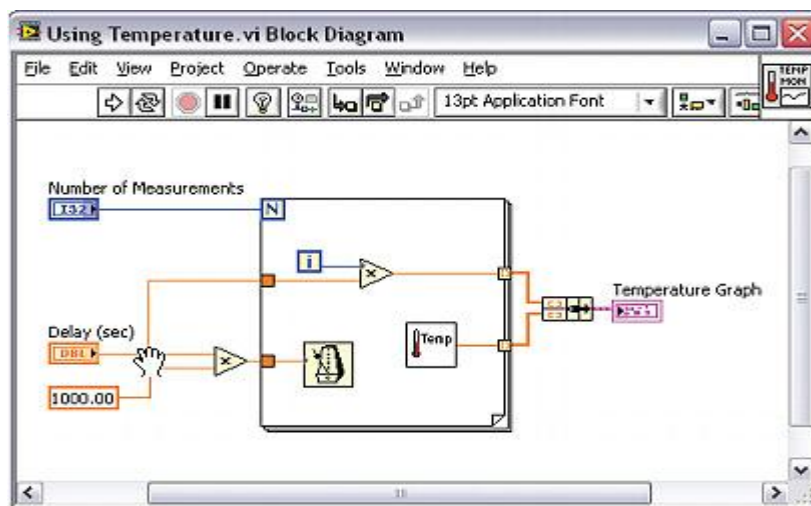 Using Temperature.vi Block Diagram
File Edit View Project Operate Tools Window Help
TEMP
MON
13pt Application Font
Number of Measurements
I32
N
i
x
Temperature Graph
Delay (sec)
DBL
x
Temp
1000.00